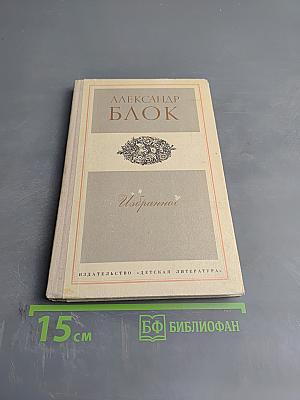 АЛЕКСАНДР
БЛОК
Избранное
ИЗДАТЕЛЬСТВО «ДЕТСКАЯ ЛИТЕРАТУРА»
15 см
БФ БИБЛИОФАН